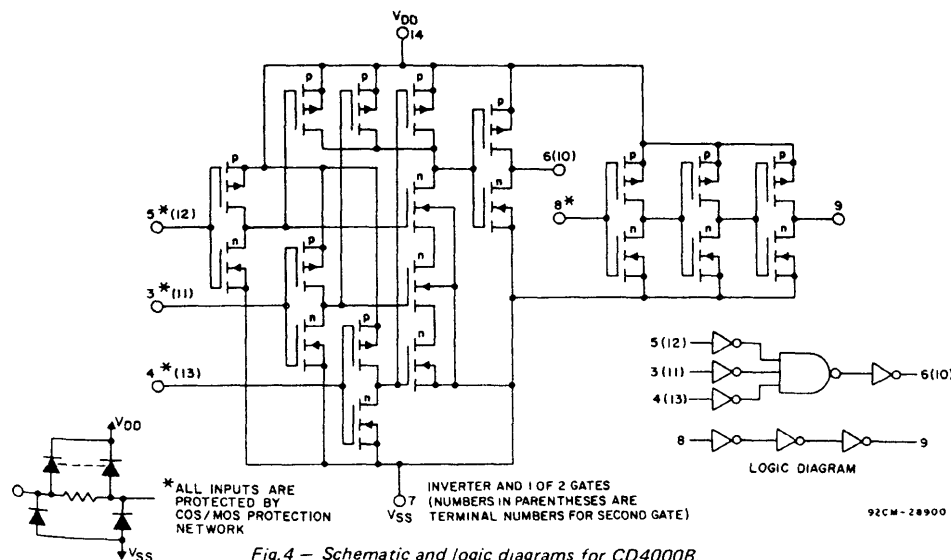 VDD
14
p
p
p
p
6(10)
p
p
p
p
5*(12)
n
n
n
8*
9
n
n
n
p
3*(11)
n
n
p
n
4*(13)
n
5(12)
3(11)
6(10)
4(13)
8
9
LOGIC DIAGRAM
VDD
*ALL INPUTS ARE
PROTECTED BY
COS/MOS PROTECTION
NETWORK
VSS
7
VSS
INVERTER AND 1 OF 2 GATES
(NUMBERS IN PARENTHESES ARE
TERMINAL NUMBERS FOR SECOND GATE)
92CM-28900
Fig.4 – Schematic and logic diagrams for CD4000B